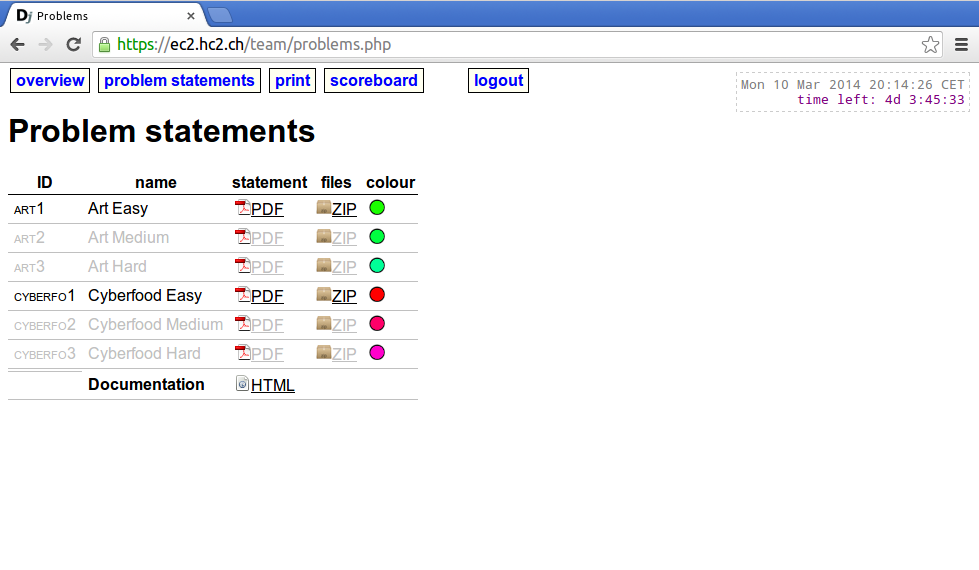 Dj Problems
https://ec2.hc2.ch/team/problems.php
overview problem statements print scoreboard logout
Mon 10 Mar 2014 20:14:26 CET
time left: 4d 3:45:33
Problem statements
ID name statement files colour
ART1 Art Easy PDF ZIP
ART2 Art Medium PDF ZIP
ART3 Art Hard PDF ZIP
CYBERFO1 Cyberfood Easy PDF ZIP
CYBERFO2 Cyberfood Medium PDF ZIP
CYBERFO3 Cyberfood Hard PDF ZIP
Documentation HTML